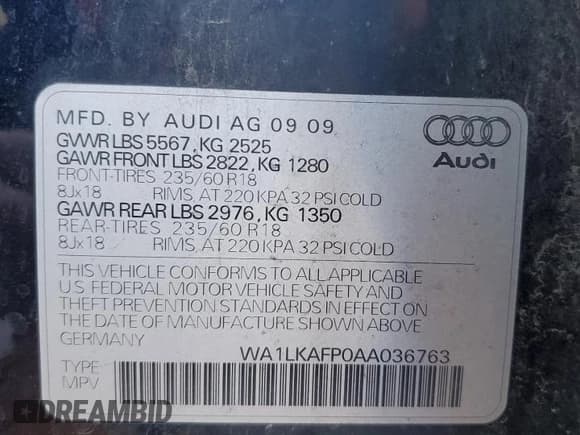 MFD. BY AUDI AG 09 09
GVWR LBS 5567, KG 2525
GAWR FRONT LBS 2822, KG 1280
FRONT-TIRES 235/60 R18
8Jx18 RIMS, AT 220 KPA 32 PSI COLD
GAWR REAR LBS 2976, KG 1350
REAR-TIRES 235/60 R18
8Jx18 RIMS, AT 220 KPA 32 PSI COLD
Audi
THIS VEHICLE CONFORMS TO ALL APPLICABLE
U.S. FEDERAL MOTOR VEHICLE SAFETY AND
THEFT PREVENTION STANDARDS IN EFFECT ON
THE DATE OF MANUFACTURE SHOWN ABOVE.
GERMANY
WA1LKAFP0AA036763
TYPE
MPV
DREAMBID